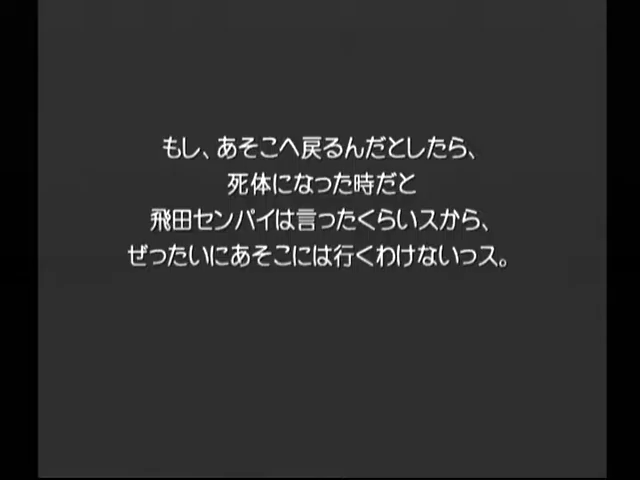 もし、あそこへ戻るんだとしたら、
死体になった時だと
飛田センパイは言ったくらいスから、
ぜったいにあそこには行くわけないっス。